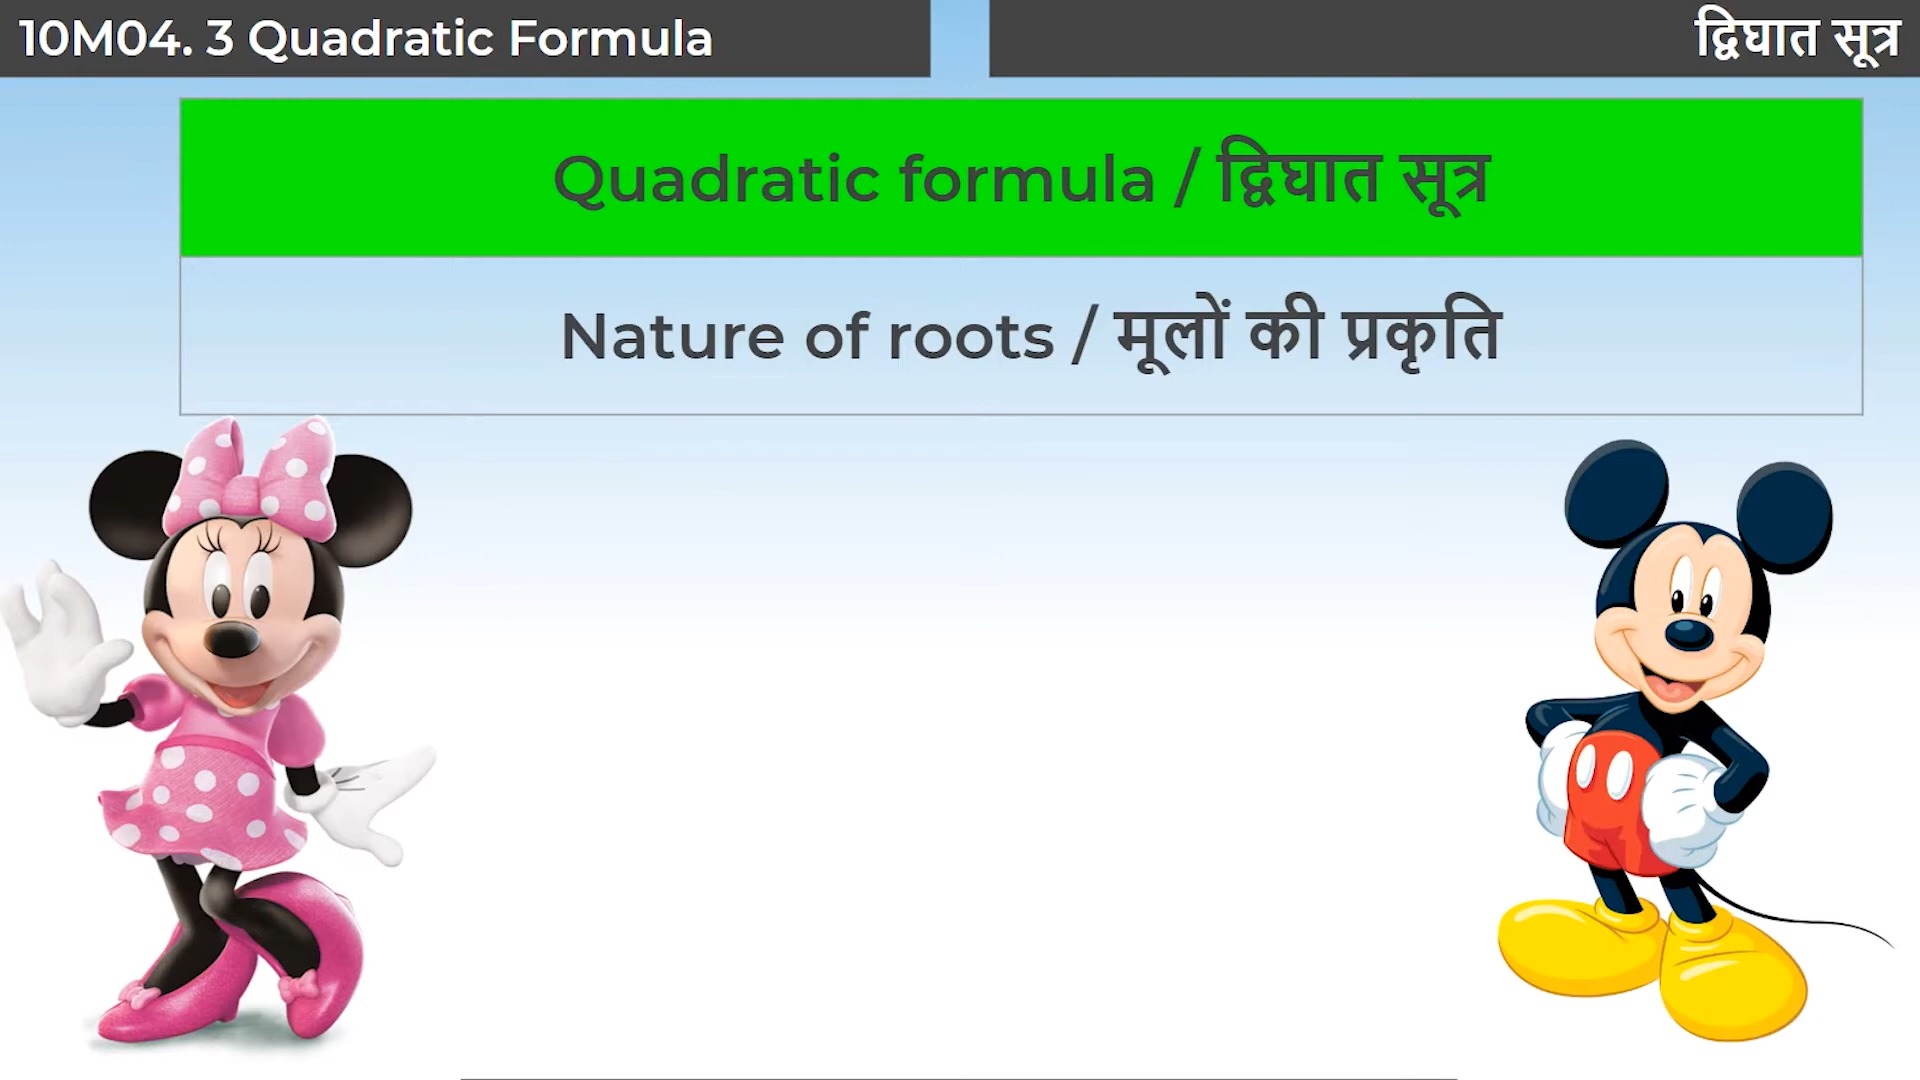 10M04. 3 Quadratic Formula
द्विघात सूत्र
Quadratic formula / द्विघात सूत्र
Nature of roots / मूलों की प्रकृति